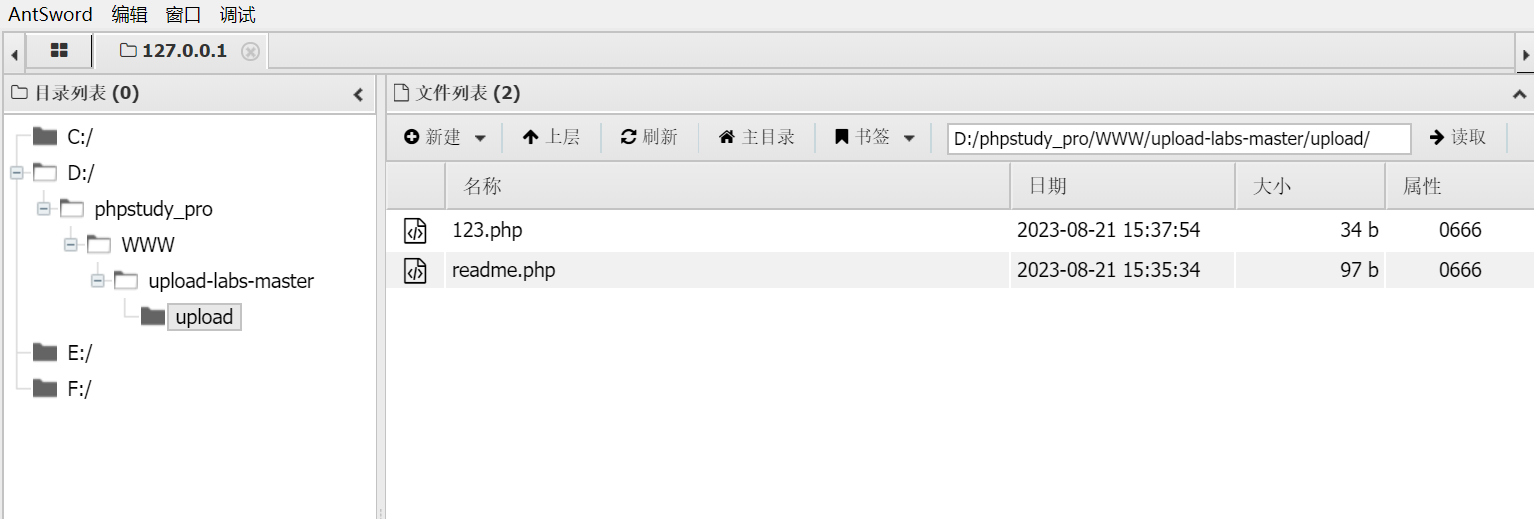 AntSword 编辑 窗口 调试
127.0.0.1
目录列表 (0)
C:/
D:/
phpstudy_pro
WWW
upload-labs-master
upload
E:/
F:/
文件列表 (2)
新建 上层 刷新 主目录 书签 D:/phpstudy_pro/WWW/upload-labs-master/upload/ 读取
名称 日期 大小 属性
123.php 2023-08-21 15:37:54 34 b 0666
readme.php 2023-08-21 15:35:34 97 b 0666